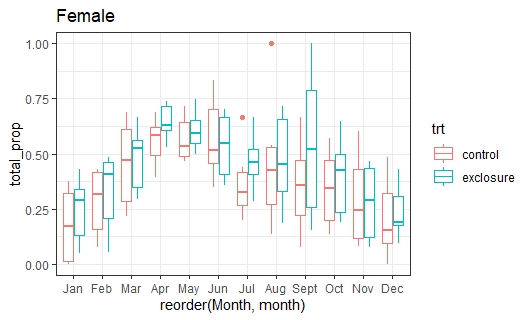 Female
total_prop
1.00
0.75
0.50
0.25
0.00
Jan Feb Mar Apr May Jun Jul Aug Sept Oct Nov Dec
reorder(Month, month)
trt
control
exclosure